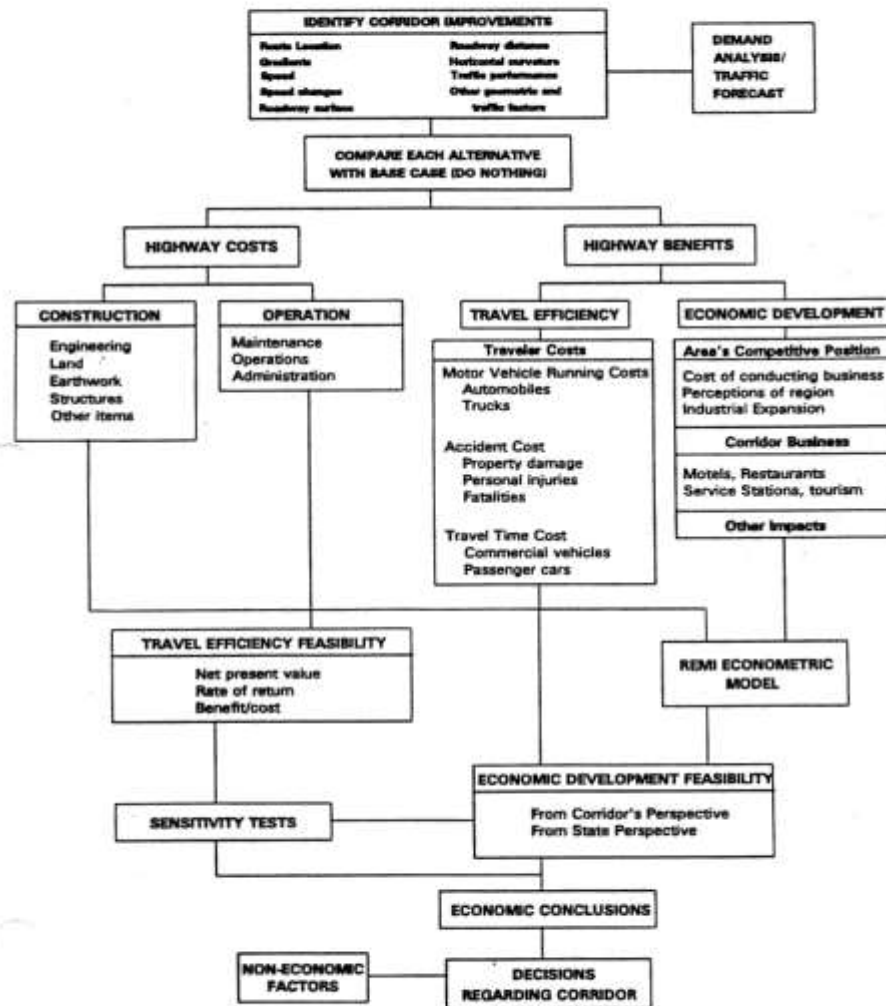 IDENTIFY CORRIDOR IMPROVEMENTS
Route Location
Gradients
Speed
Speed changes
Roadway surface
Roadway distance
Horizontal curvature
Traffic performance
Other geometric and
traffic factors
DEMAND
ANALYSIS/
TRAFFIC
FORECAST
COMPARE EACH ALTERNATIVE
WITH BASE CASE (DO NOTHING)
HIGHWAY COSTS
HIGHWAY BENEFITS
CONSTRUCTION
Engineering
Land
Earthwork
Structures
Other items
OPERATION
Maintenance
Operations
Administration
TRAVEL EFFICIENCY
Traveler Costs
Motor Vehicle Running Costs
Automobiles
Trucks
Accident Cost
Property damage
Personal injuries
Fatalities
Travel Time Cost
Commercial vehicles
Passenger cars
ECONOMIC DEVELOPMENT
Area's Competitive Position
Cost of conducting business
Perceptions of region
Industrial Expansion
Corridor Business
Motels, Restaurants
Service Stations, tourism
Other Impacts
TRAVEL EFFICIENCY FEASIBILITY
Net present value
Rate of return
Benefit/cost
REMI ECONOMETRIC
MODEL
ECONOMIC DEVELOPMENT FEASIBILITY
From Corridor's Perspective
From State Perspective
SENSITIVITY TESTS
ECONOMIC CONCLUSIONS
NON-ECONOMIC
FACTORS
DECISIONS
REGARDING CORRIDOR